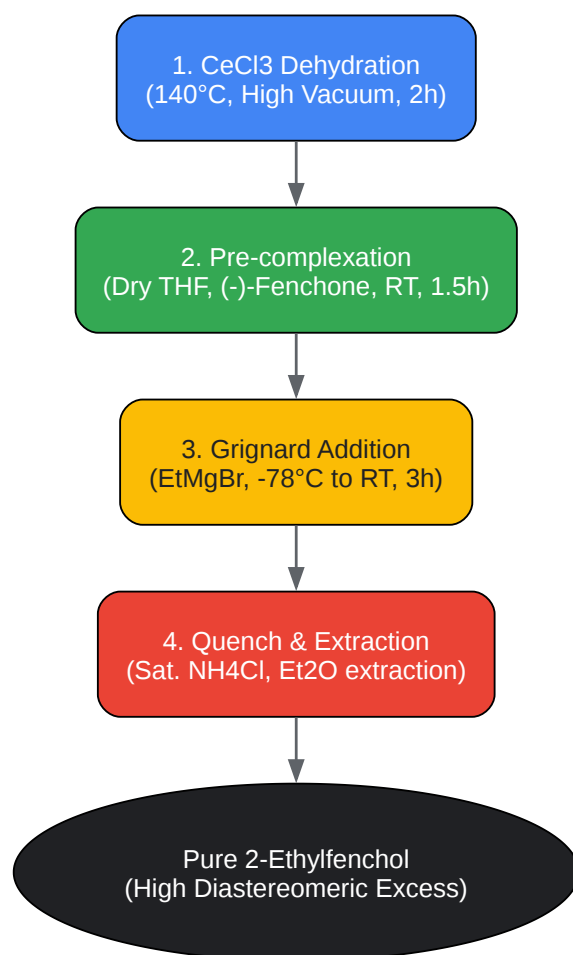 1. CeCl3 Dehydration
(140°C, High Vacuum, 2h)
2. Pre-complexation
(Dry THF, (-)-Fenchone, RT, 1.5h)
3. Grignard Addition
(EtMgBr, -78°C to RT, 3h)
4. Quench & Extraction
(Sat. NH4Cl, Et2O extraction)
Pure 2-Ethylfenchol
(High Diastereomeric Excess)